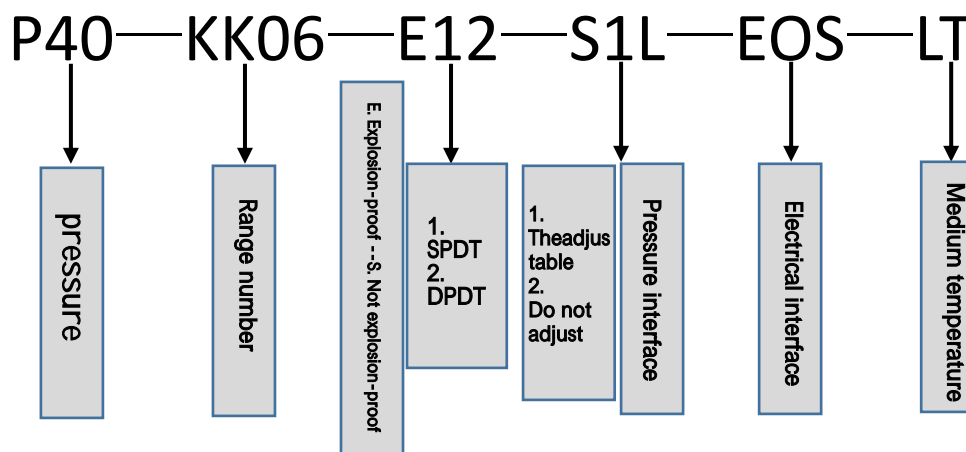 P40 — KK06 — E12 — S1L — EOS — LT
pressure
Range number
E. Explosion-proof --S. Not explosion-proof
1.
SPDT
2.
DPDT
1.
Theadjus
table
2.
Do not
adjust
Pressure interface
Electrical interface
Medium temperature